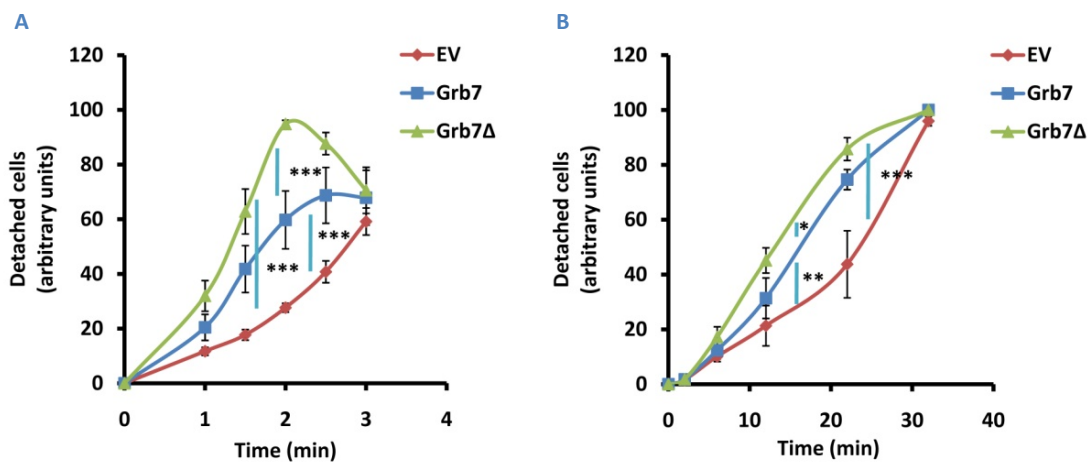 A
120
100
80
60
40
20
0
Detached cells
(arbitrary units)
0 1 2 3 4
Time (min)
EV
Grb7
Grb7Δ
***
***
***
B
120
100
80
60
40
20
0
Detached cells
(arbitrary units)
0 10 20 30 40
Time (min)
EV
Grb7
Grb7Δ
***
*
**